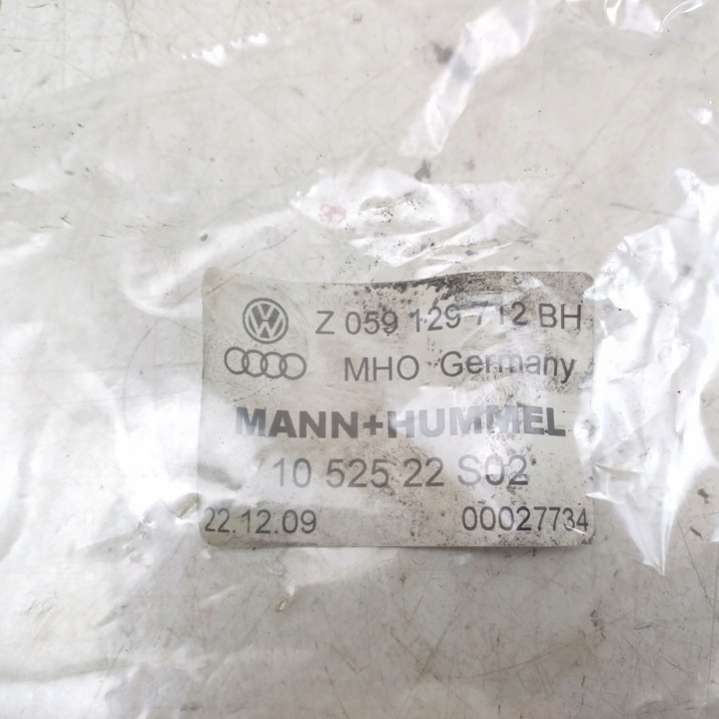 Z 059 129 712 BH
MHO Germany
MANN+HUMMEL
10 525 22 S02
22.12.09 00027734